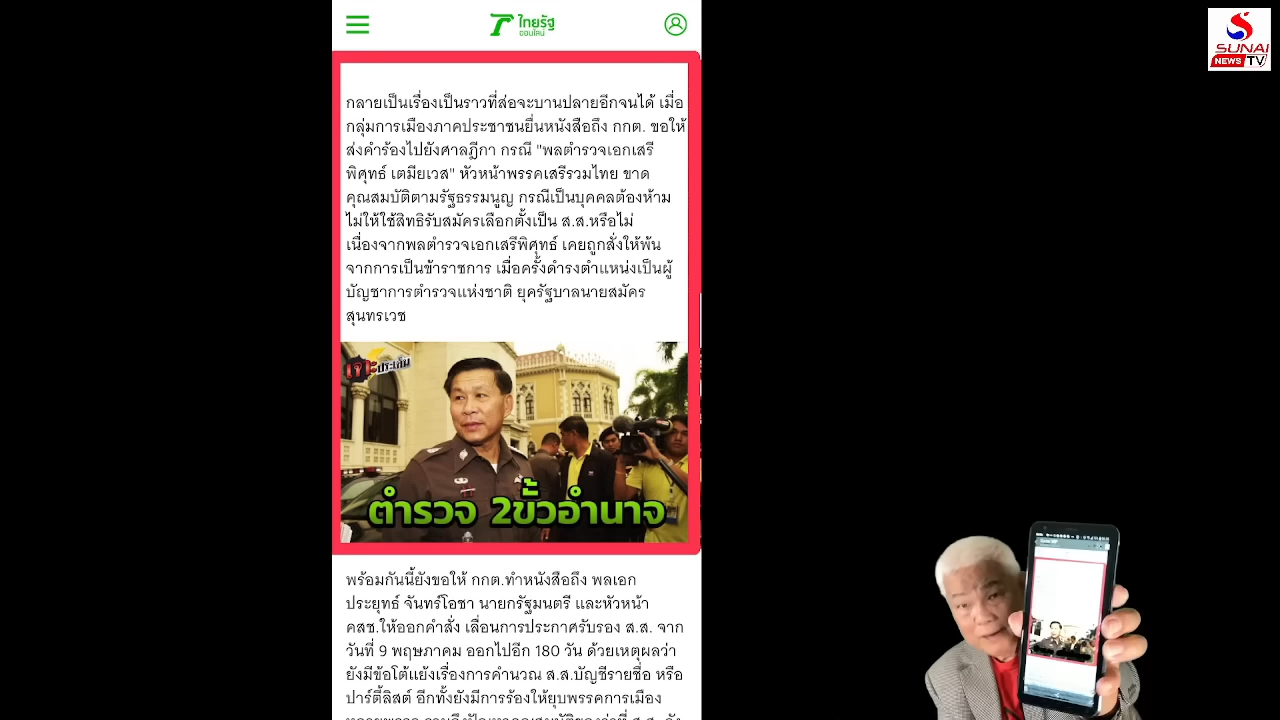 ไทยรัฐ
ออนไลน์
SUNAI
NEWS TV
กลายเป็นเรื่องเป็นราวที่ส่อจะบานปลายอีกจนได้ เมื่อ
กลุ่มการเมืองภาคประชาชนยื่นหนังสือถึง กกต. ขอให้
ส่งคำร้องไปยังศาลฎีกา กรณี "พลตำรวจเอกเสรี
พิศุทธ์ เตมียเวส" หัวหน้าพรรคเสรีรวมไทย ขาด
คุณสมบัติตามรัฐธรรมนูญ กรณีเป็นบุคคลต้องห้าม
ไม่ให้ใช้สิทธิรับสมัครเลือกตั้งเป็น ส.ส.หรือไม่
เนื่องจากพลตำรวจเอกเสรีพิศุทธ์ เคยถูกสั่งให้พ้น
จากการเป็นข้าราชการ เมื่อครั้งดำรงตำแหน่งเป็นผู้
บัญชาการตำรวจแห่งชาติ ยุครัฐบาลนายสมัคร
สุนทรเวช
เจาะประเด็น
ตำรวจ 2ขั้วอำนาจ
พร้อมกันนี้ยังขอให้ กกต.ทำหนังสือถึง พลเอก
ประยุทธ์ จันทร์โอชา นายกรัฐมนตรี และหัวหน้า
คสช.ให้ออกคำสั่ง เลื่อนการประกาศรับรอง ส.ส. จาก
วันที่ 9 พฤษภาคม ออกไปอีก 180 วัน ด้วยเหตุผลว่า
ยังมีข้อโต้แย้งเรื่องการคำนวณ ส.ส.บัญชีรายชื่อ หรือ
ปาร์ตี้ลิสต์ อีกทั้งยังมีการร้องให้ยุบพรรคการเมือง